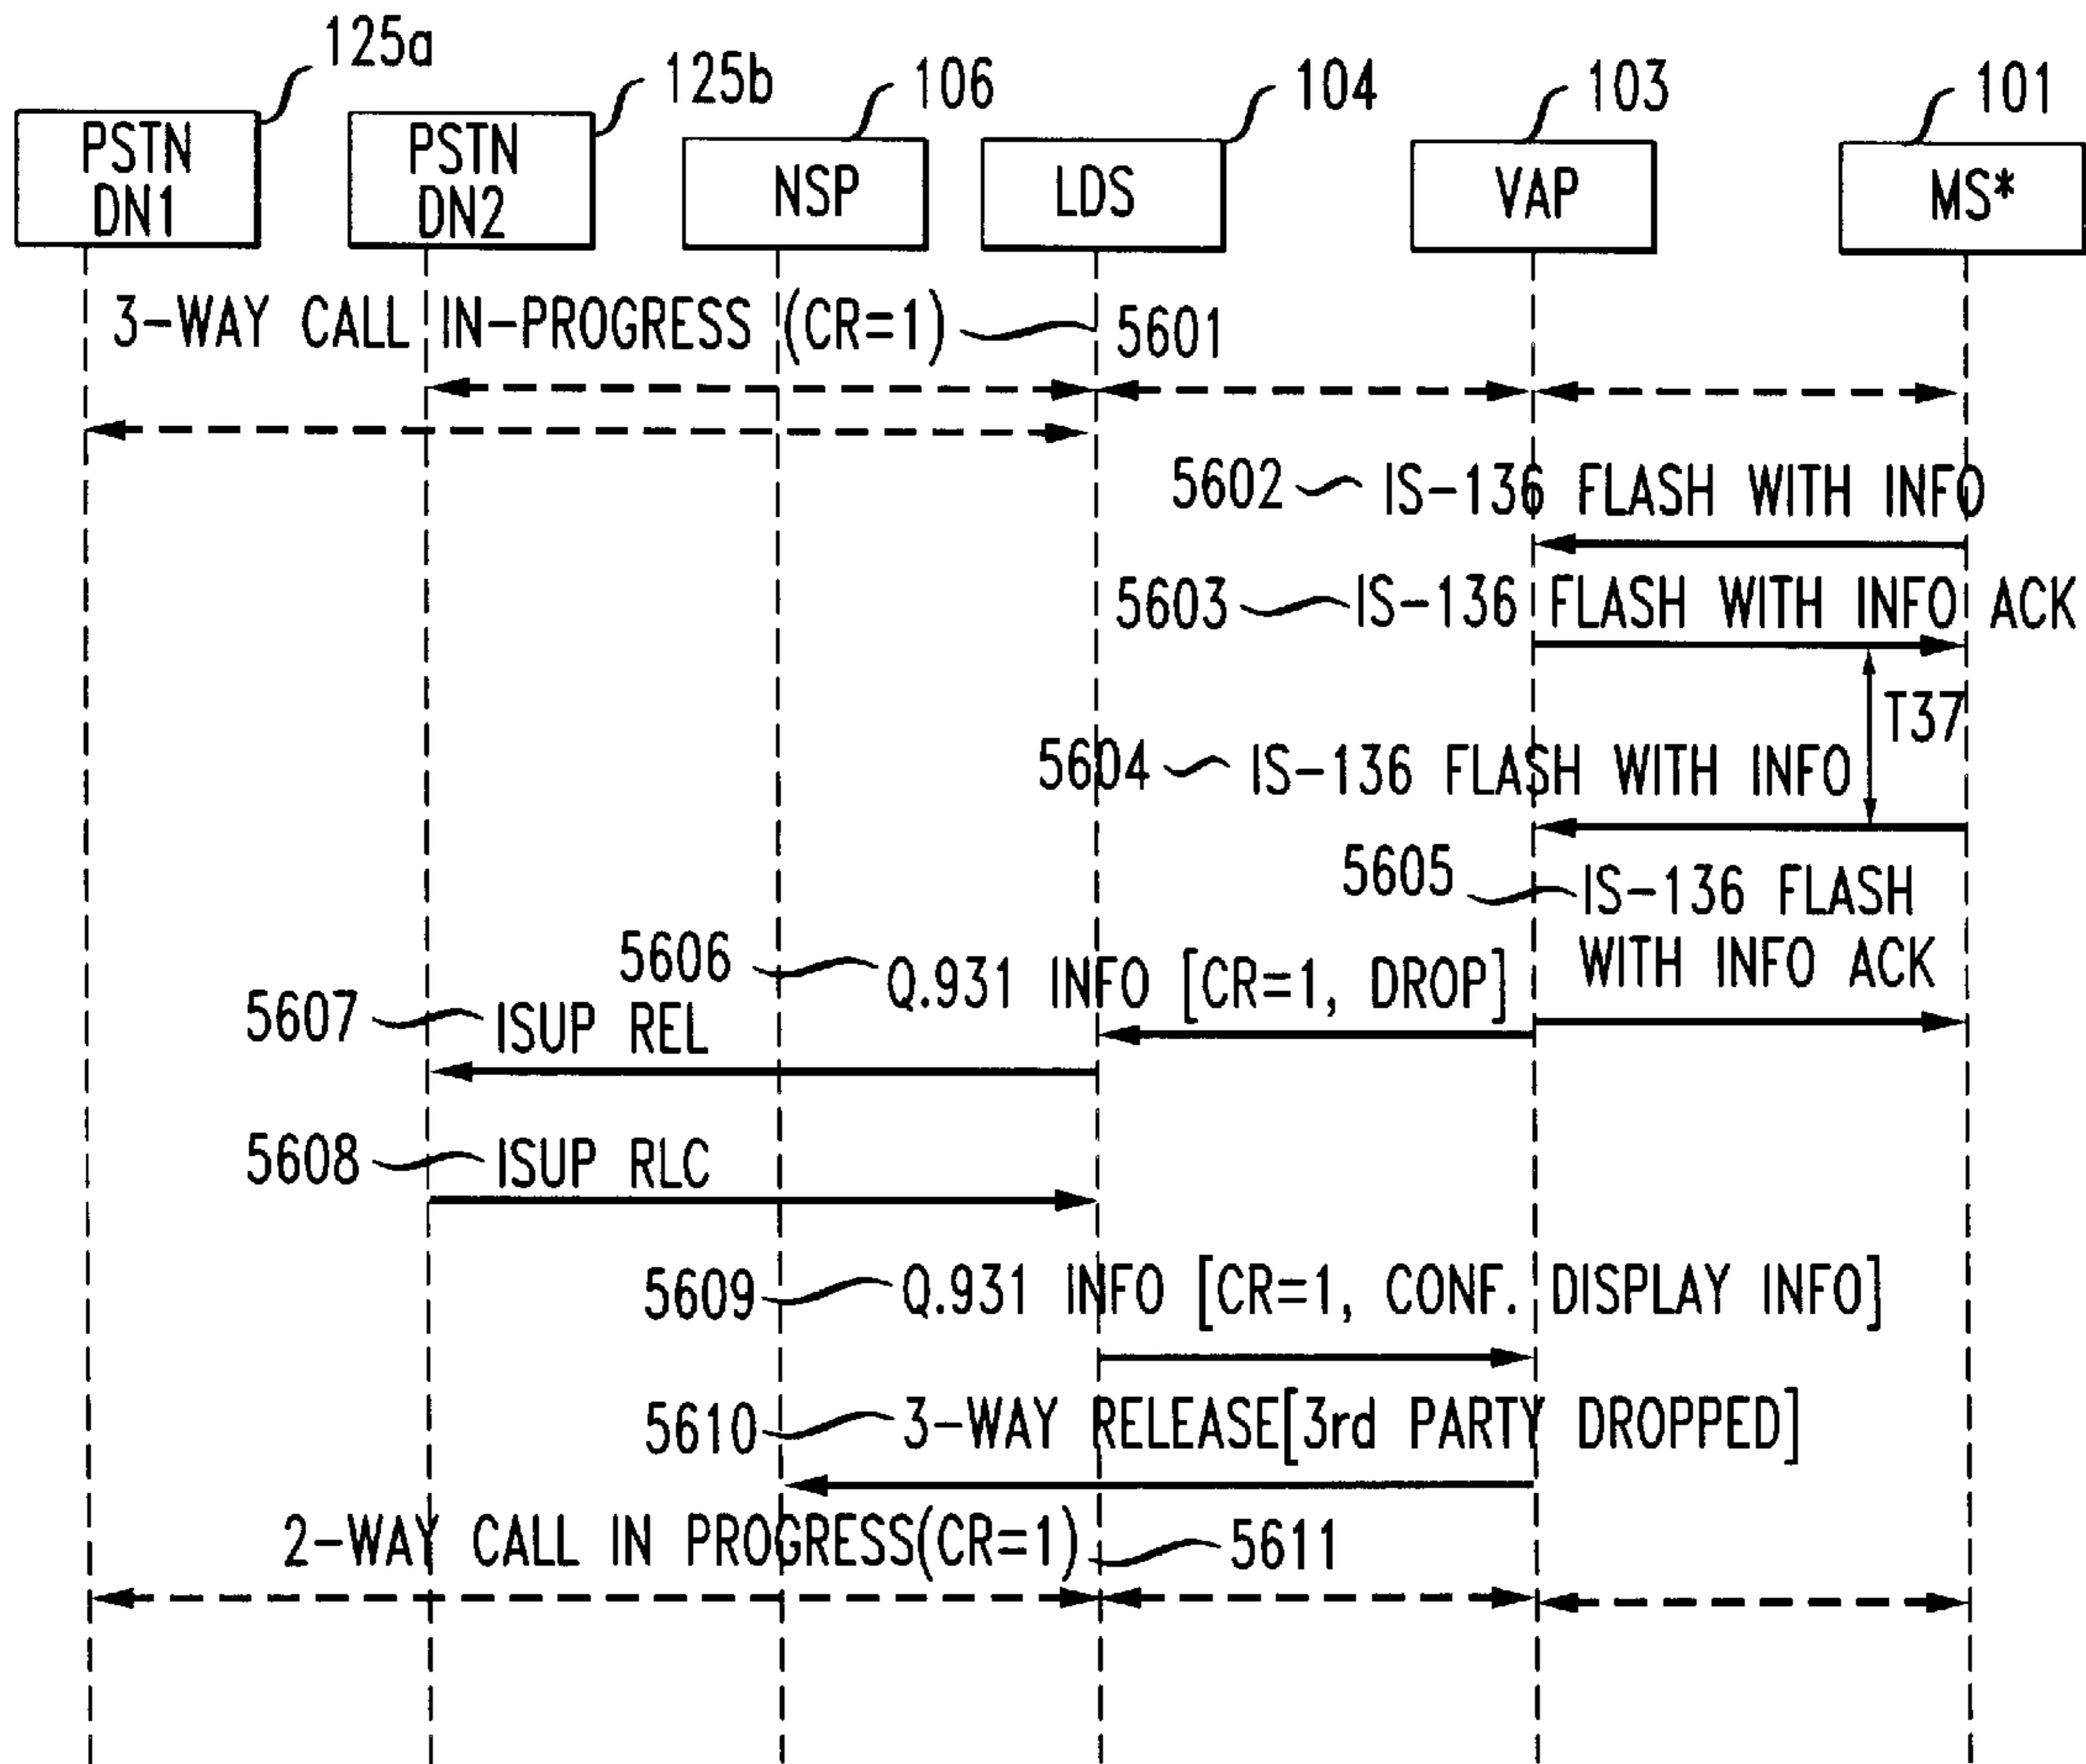 125a
125b
106
104
103
101
PSTN
DN1
PSTN
DN2
NSP
LDS
VAP
MS*
3-WAY CALL IN-PROGRESS (CR=1)
5601
5602
IS-136 FLASH WITH INFO
5603
IS-136 FLASH WITH INFO ACK
T37
5604
IS-136 FLASH WITH INFO
5605
IS-136 FLASH
WITH INFO ACK
5606
Q.931 INFO [CR=1, DROP]
5607
ISUP REL
5608
ISUP RLC
5609
Q.931 INFO [CR=1, CONF. DISPLAY INFO]
5610
3-WAY RELEASE[3rd PARTY DROPPED]
2-WAY CALL IN PROGRESS(CR=1)
5611